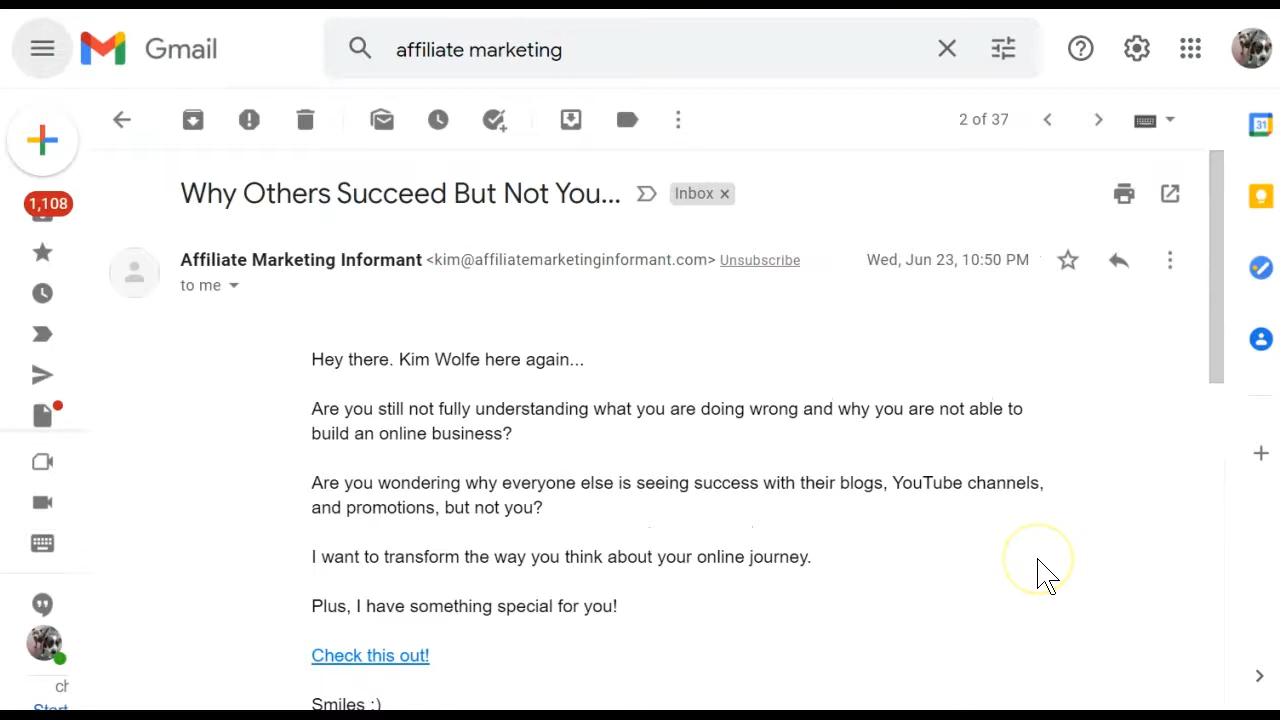 Gmail
affiliate marketing
2 of 37
1,108
Why Others Succeed But Not You...
Inbox ×
Affiliate Marketing Informant <kim@affiliatemarketinginformant.com> Unsubscribe
Wed, Jun 23, 10:50 PM
to me
31
Hey there. Kim Wolfe here again...
Are you still not fully understanding what you are doing wrong and why you are not able to
build an online business?
Are you wondering why everyone else is seeing success with their blogs, YouTube channels,
and promotions, but not you?
I want to transform the way you think about your online journey.
Plus, I have something special for you!
Check this out!
Smiles :)
ch
Start